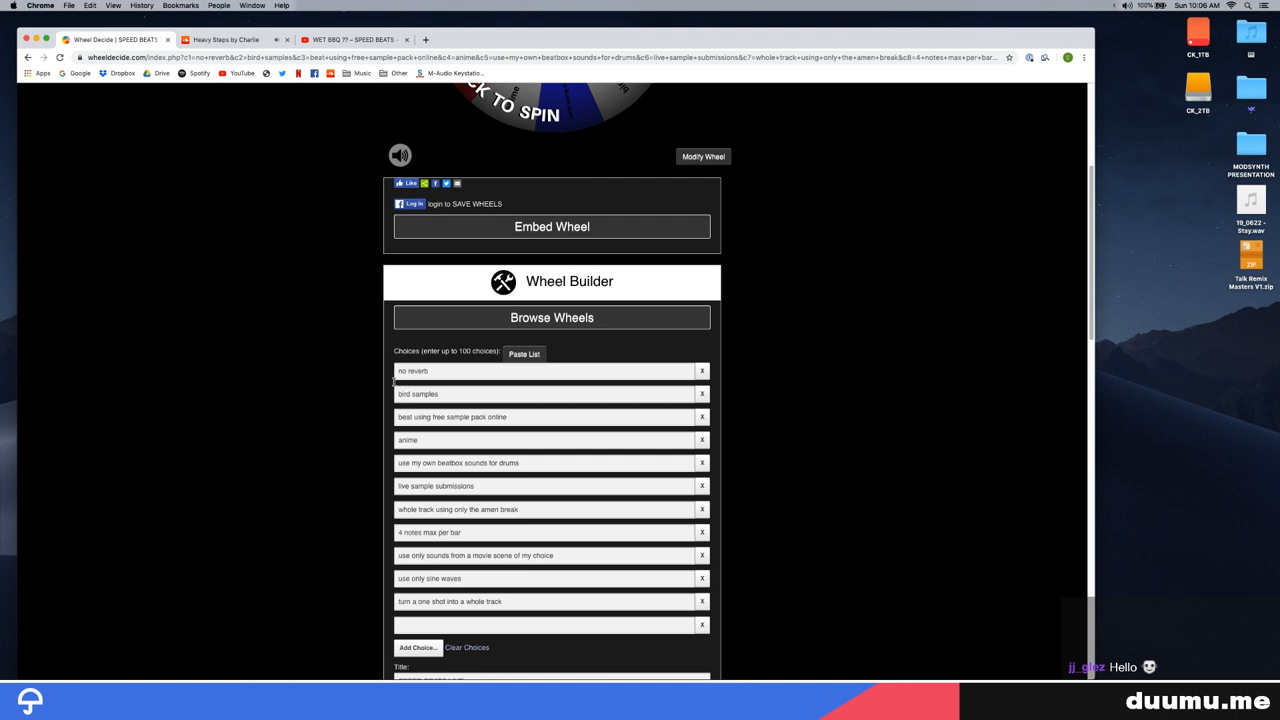 Chrome File Edit View History Bookmarks People Window Help
100% Sun 10:06 AM
Wheel Decide | SPEED BEATS
Heavy Steps by Charlie
WET BBQ ?? – SPEED BEATS -
wheeldecide.com/index.php?c1=no+reverb&c2=bird+samples&c3=beat+using+free+sample+pack+online&c4=anime&c5=use+my+own+beatbox+sounds+for+drums&c6=live+sample+submissions&c7=whole+track+using+only+the+amen+break&c8=4+notes+max+per+bar...
Apps Google Dropbox Drive Spotify YouTube Music Other M-Audio Keystatio...
CK_1TB
CK_2TB
MODSYNTH PRESENTATION
19_0622 - Stay.wav
ZIP
Talk Remix Masters V1.zip
CK TO SPIN
Modify Wheel
Like
Log In login to SAVE WHEELS
Embed Wheel
Wheel Builder
Browse Wheels
Choices (enter up to 100 choices): Paste List
no reverb X
bird samples X
beat using free sample pack online X
anime X
use my own beatbox sounds for drums X
live sample submissions X
whole track using only the amen break X
4 notes max per bar X
use only sounds from a movie scene of my choice X
use only sine waves X
turn a one shot into a whole track X
X
Add Choice... Clear Choices
Title:
jj_glez Hello
duumu.me